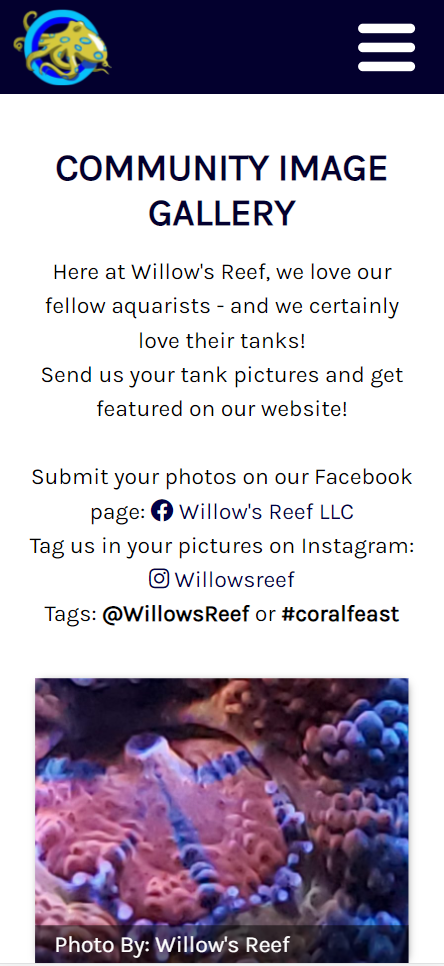 COMMUNITY IMAGE
GALLERY
Here at Willow's Reef, we love our
fellow aquarists - and we certainly
love their tanks!
Send us your tank pictures and get
featured on our website!
Submit your photos on our Facebook
page: Willow's Reef LLC
Tag us in your pictures on Instagram:
Willowsreef
Tags: @WillowsReef or #coralfeast
Photo By: Willow's Reef